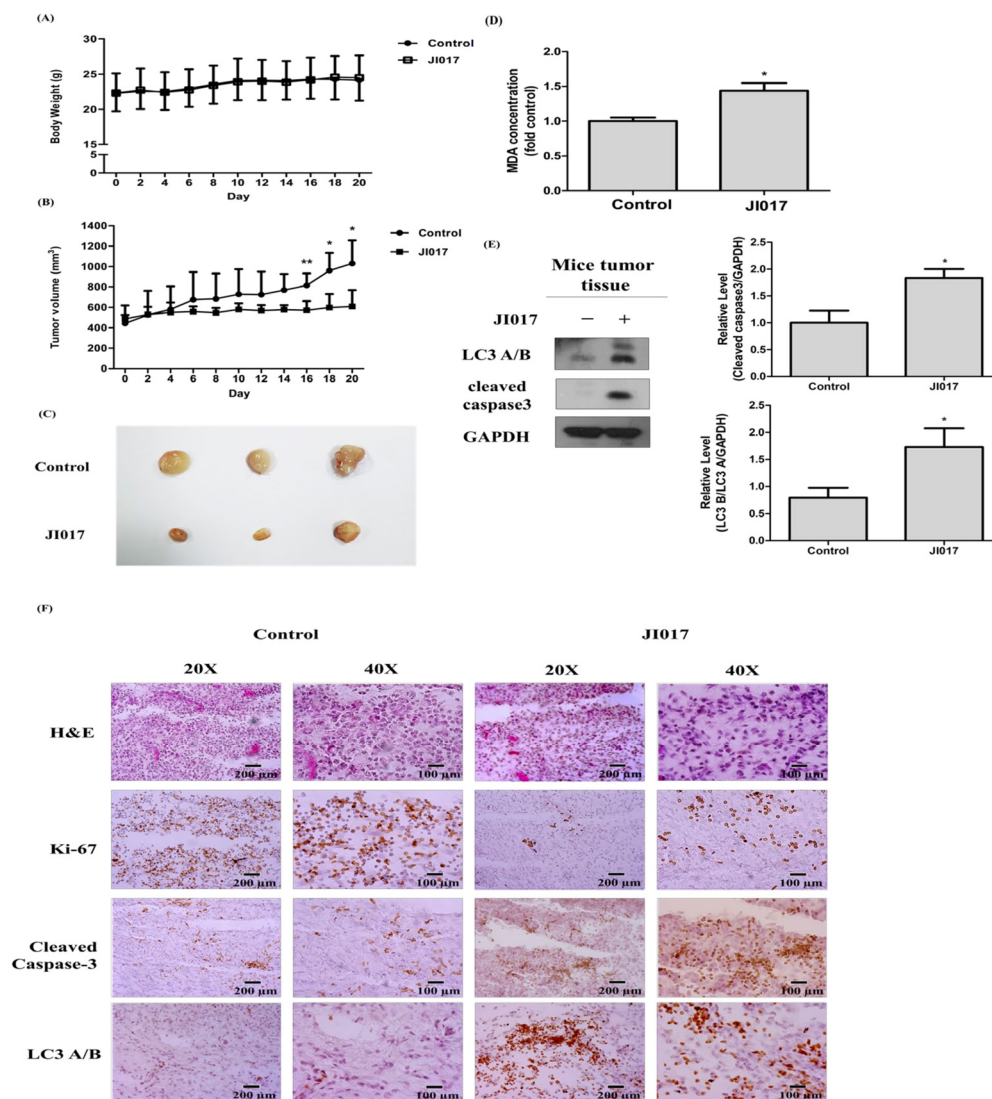 (A)
Body Weight (g)
30
25
20
15
5
0
0 2 4 6 8 10 12 14 16 18 20
Day
Control
JI017
(B)
Tumor volume (mm³)
1400
1200
1000
800
600
400
200
0
** * *
0 2 4 6 8 10 12 14 16 18 20
Day
Control
JI017
(C)
Control
JI017
(D)
MDA concentration
(fold control)
2.0
1.5
1.0
0.5
0.0
*
Control JI017
(E)
Mice tumor
tissue
JI017 − +
LC3 A/B
cleaved
caspase3
GAPDH
Relative Level
(Cleaved caspase3/GAPDH)
2.5
2.0
1.5
1.0
0.5
0.0
*
Control JI017
Relative Level
(LC3 B/LC3 A/GAPDH)
2.5
2.0
1.5
1.0
0.5
0.0
*
Control JI017
(F)
Control JI017
20X 40X 20X 40X
H&E
200 µm 100 µm 200 µm 100 µm
Ki-67
200 µm 100 µm 200 µm 100 µm
Cleaved
Caspase-3
200 µm 100 µm 200 µm 100 µm
LC3 A/B
200 µm 100 µm 200 µm 100 µm